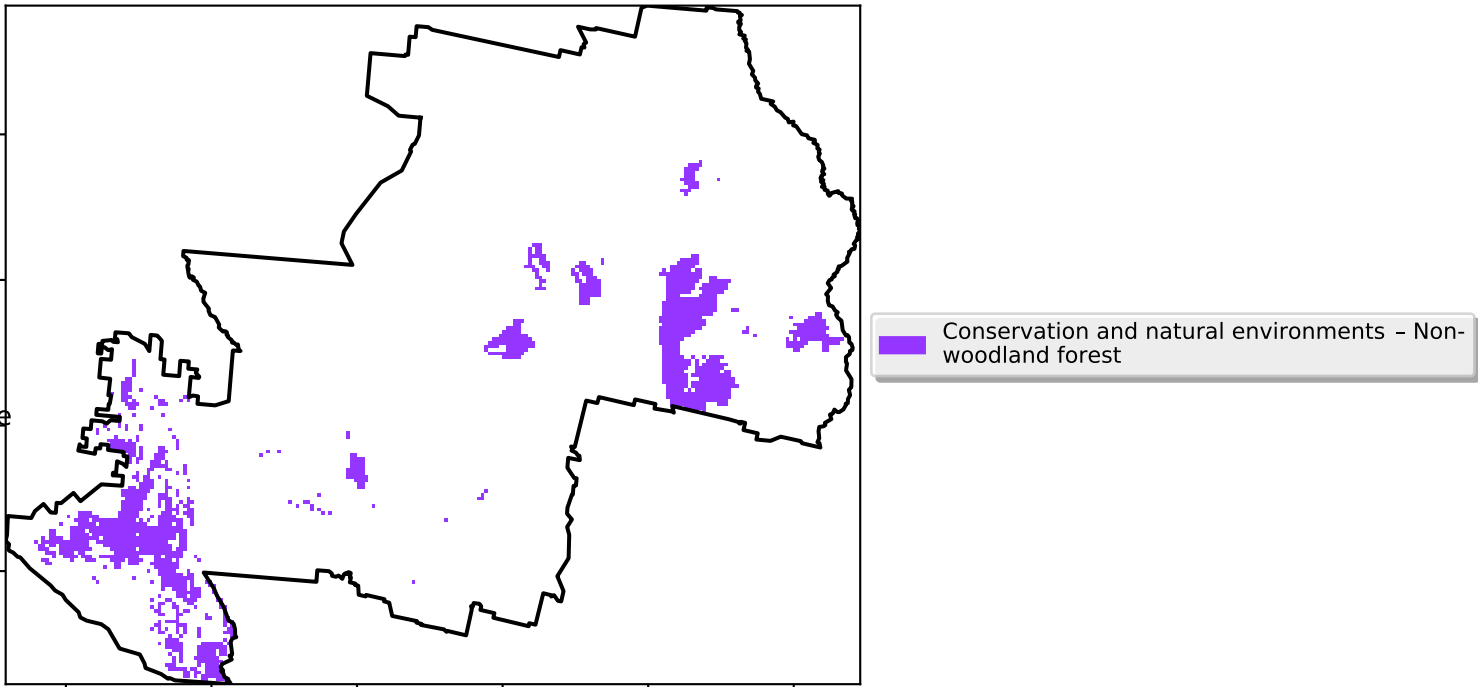 Conservation and natural environments – Non-
woodland forest